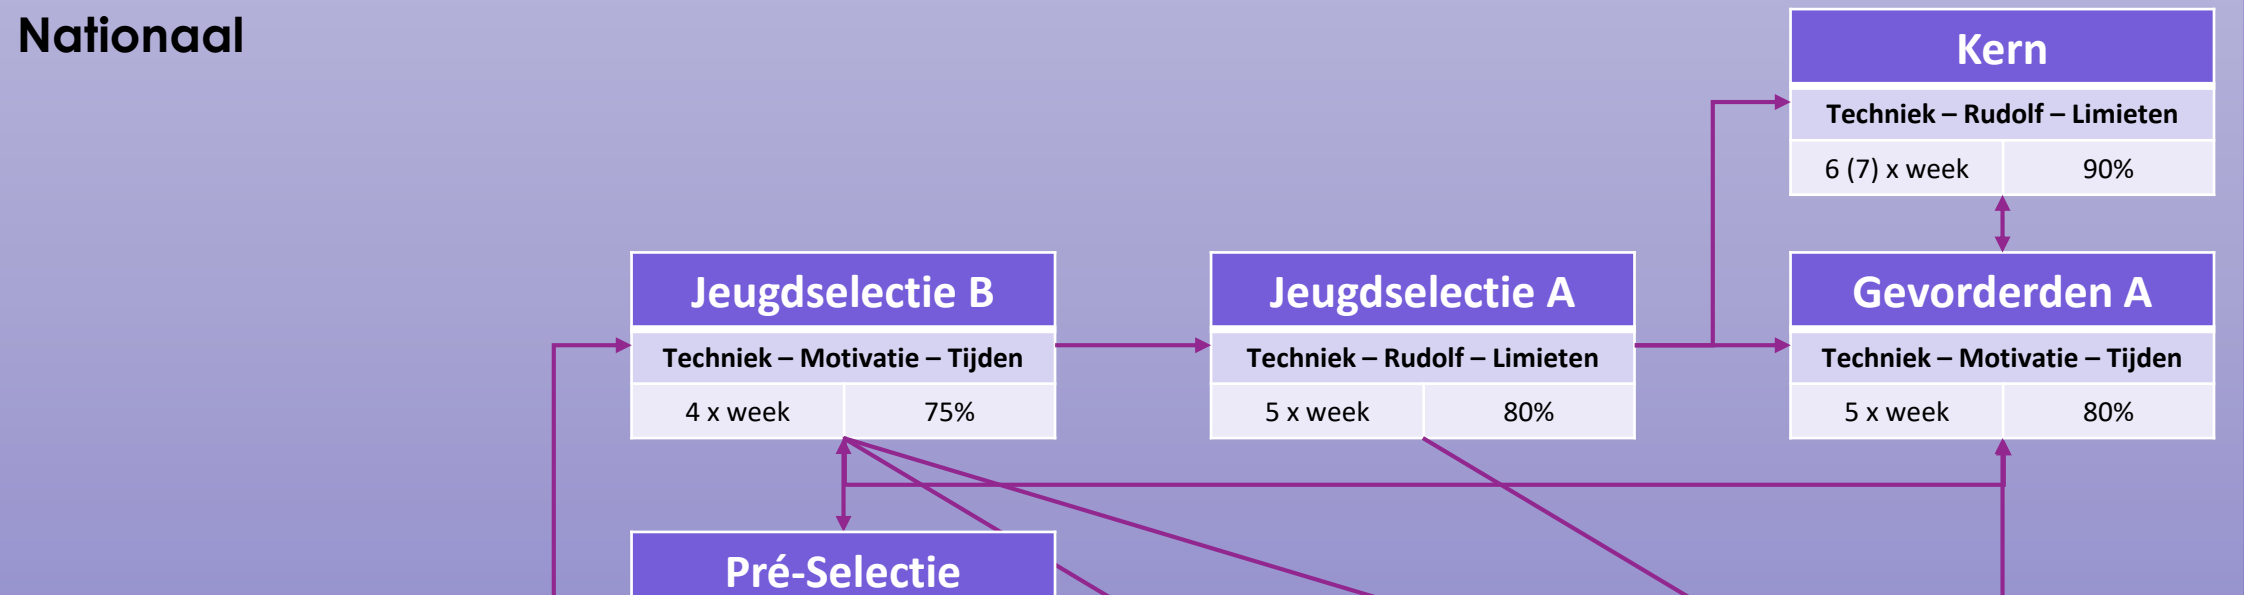 Nationaal
Kern
Techniek – Rudolf – Limieten
6 (7) x week 90%
Jeugdselectie B
Techniek – Motivatie – Tijden
4 x week 75%
Jeugdselectie A
Techniek – Rudolf – Limieten
5 x week 80%
Gevorderden A
Techniek – Motivatie – Tijden
5 x week 80%
Pré-Selectie